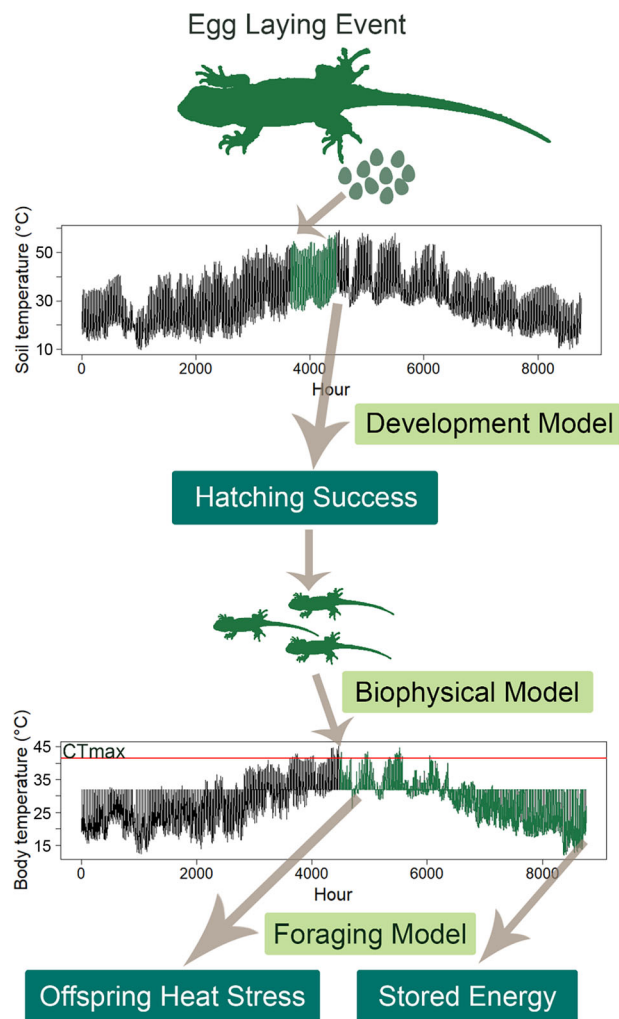 Egg Laying Event
Soil temperature (°C)
50
30
10
0 2000 4000 6000 8000
Hour
Development Model
Hatching Success
Biophysical Model
Body temperature (°C)
45
CTmax
35
25
15
0 2000 4000 6000 8000
Hour
Foraging Model
Offspring Heat Stress
Stored Energy